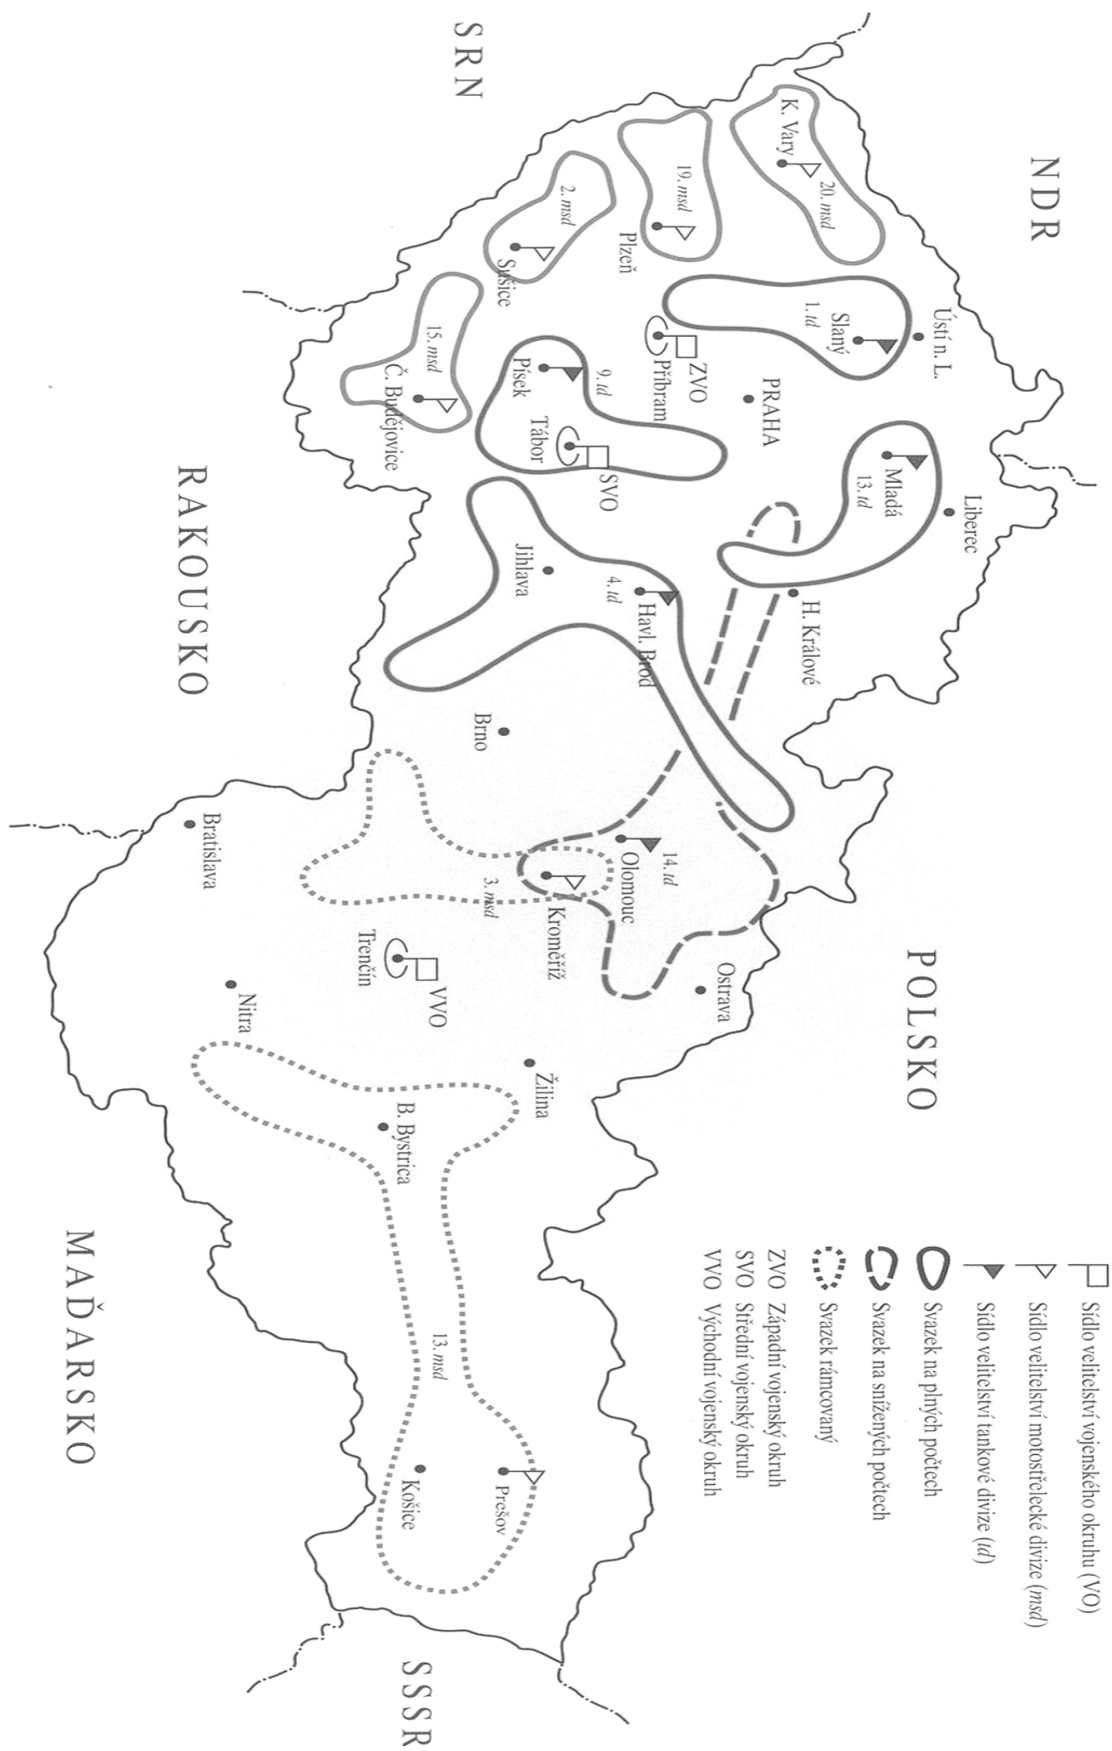 NDR
SRN
POLSKO
RAKOUSKO
MAĎARSKO
SSSR
K. Vary
20. msd
19. msd
Plzeň
2. msd
Sušice
15. msd
Č. Budějovice
Ústí n. L.
Slaný
1. td
ZVO
Příbram
PRAHA
9. td
Písek
Tábor
SVO
Liberec
Mladá
13. td
H. Králové
Jihlava
4. td
Havl. Brod
Brno
14. td
Olomouc
3. msd
Kroměříž
Ostrava
Bratislava
Trenčín
VVO
Nitra
Žilina
B. Bystrica
13. msd
Košice
Prešov
Sídlo velitelství vojenského okruhu (VO)
Sídlo velitelství motostřelecké divize (msd)
Sídlo velitelství tankové divize (td)
Svazek na plných počtech
Svazek na snížených počtech
Svazek rámcovaný
ZVO Západní vojenský okruh
SVO Střední vojenský okruh
VVO Východní vojenský okruh